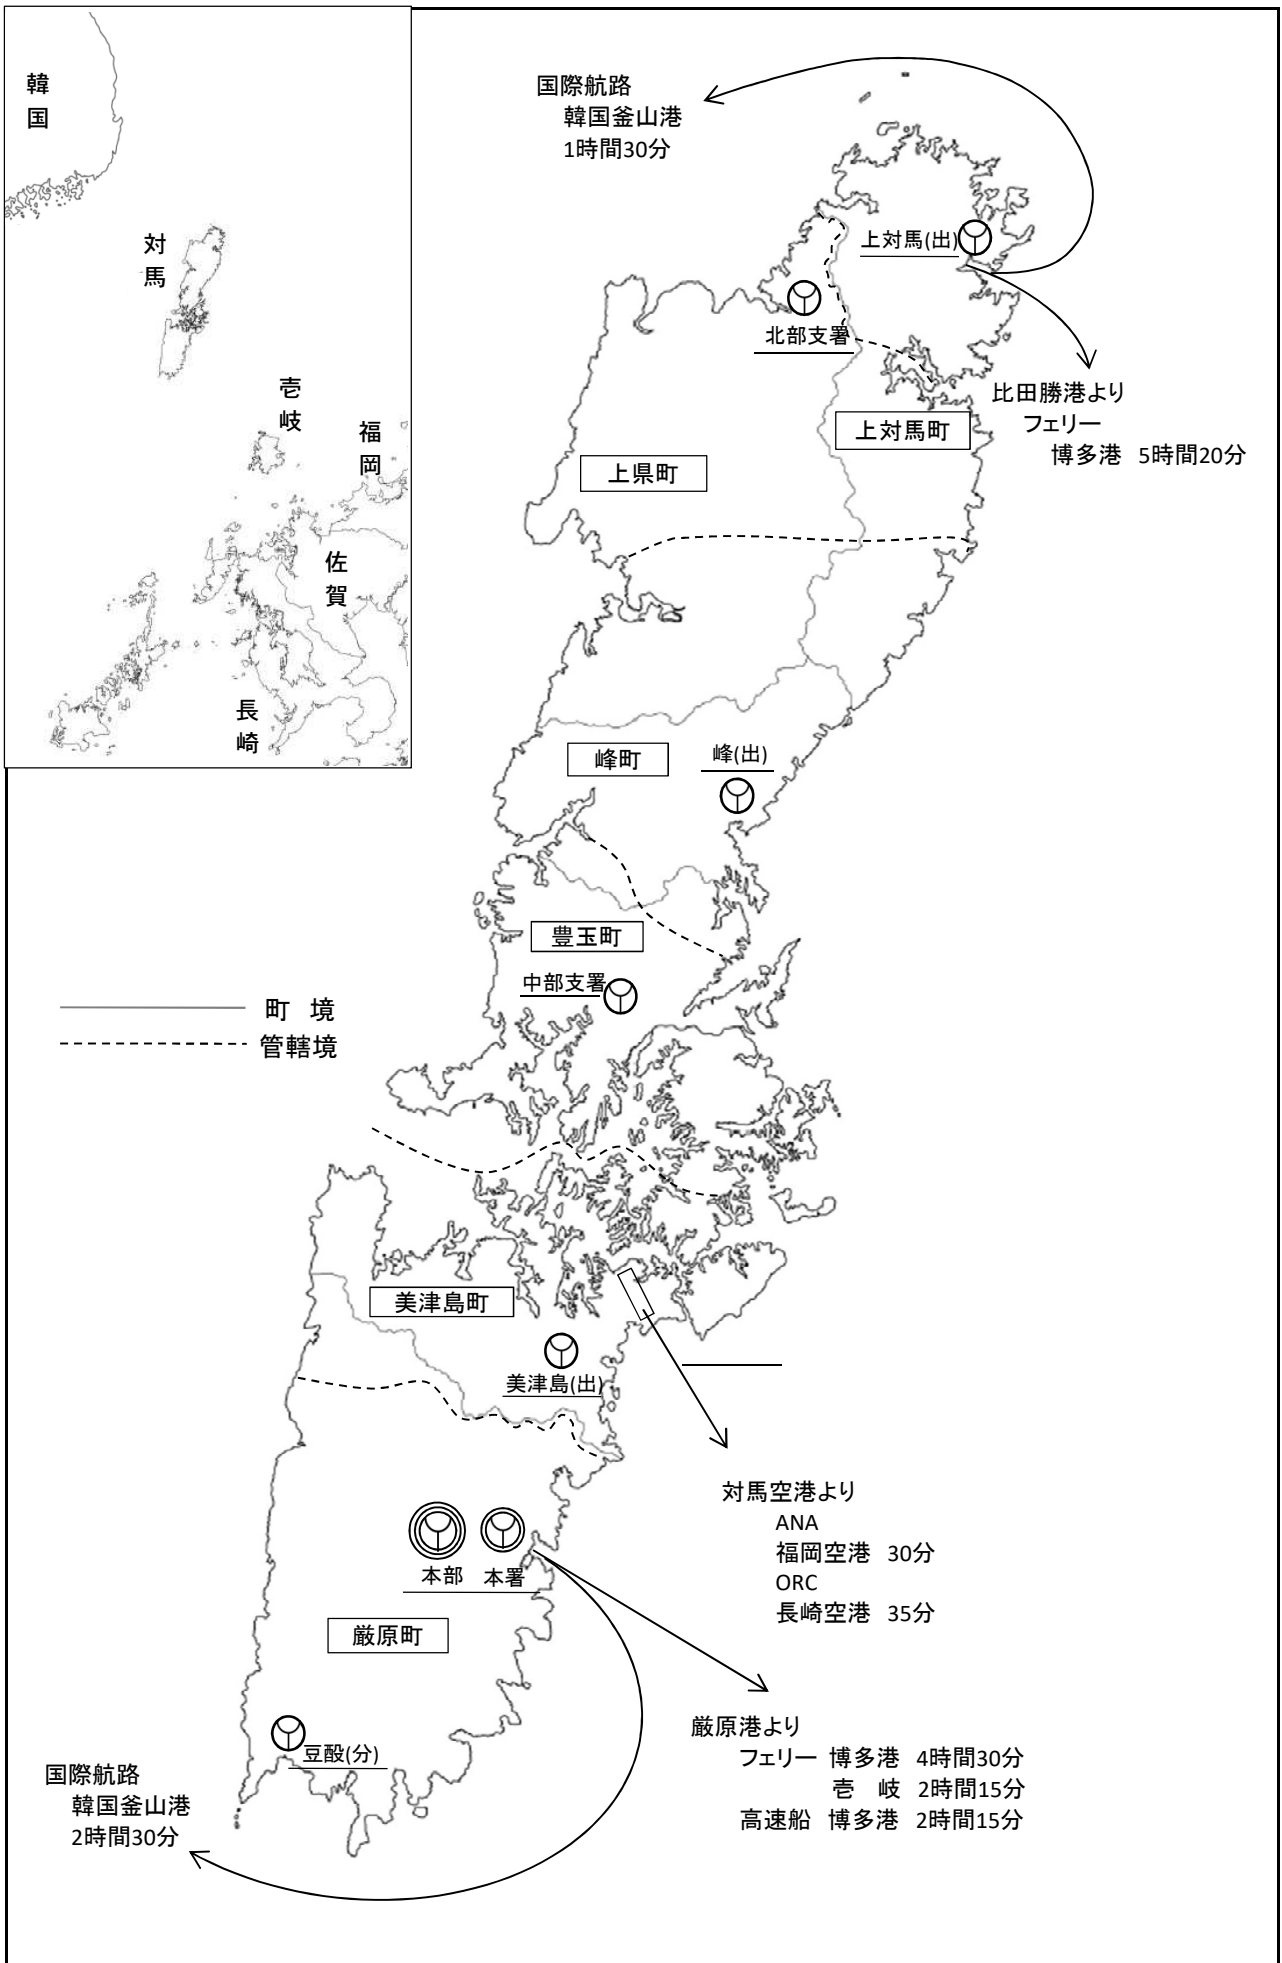 韓国
対馬
壱岐
福岡
佐賀
長崎
国際航路
韓国釜山港
1時間30分
上対馬(出)
北部支署
比田勝港より
フェリー
博多港 5時間20分
上対馬町
上県町
峰町
峰(出)
豊玉町
中部支署
町 境
管轄境
美津島町
美津島(出)
対馬空港より
ANA
福岡空港 30分
ORC
長崎空港 35分
本部 本署
厳原町
厳原港より
フェリー 博多港 4時間30分
壱 岐 2時間15分
高速船 博多港 2時間15分
豆酘(分)
国際航路
韓国釜山港
2時間30分